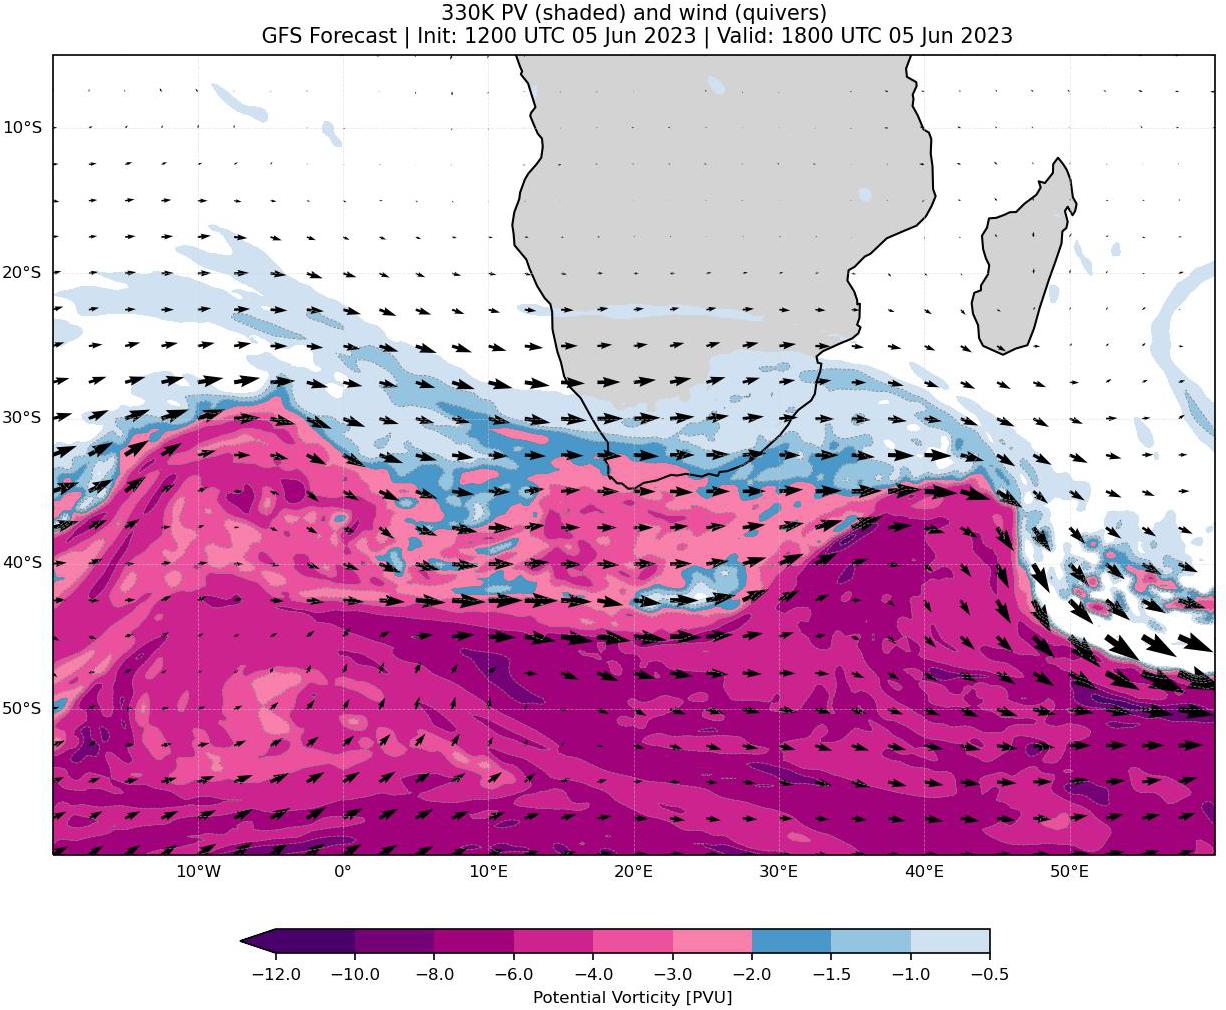 330K PV (shaded) and wind (quivers)
GFS Forecast | Init: 1200 UTC 05 Jun 2023 | Valid: 1800 UTC 05 Jun 2023
10°S
20°S
30°S
40°S
50°S
10°W 0° 10°E 20°E 30°E 40°E 50°E
−12.0 −10.0 −8.0 −6.0 −4.0 −3.0 −2.0 −1.5 −1.0 −0.5
Potential Vorticity [PVU]